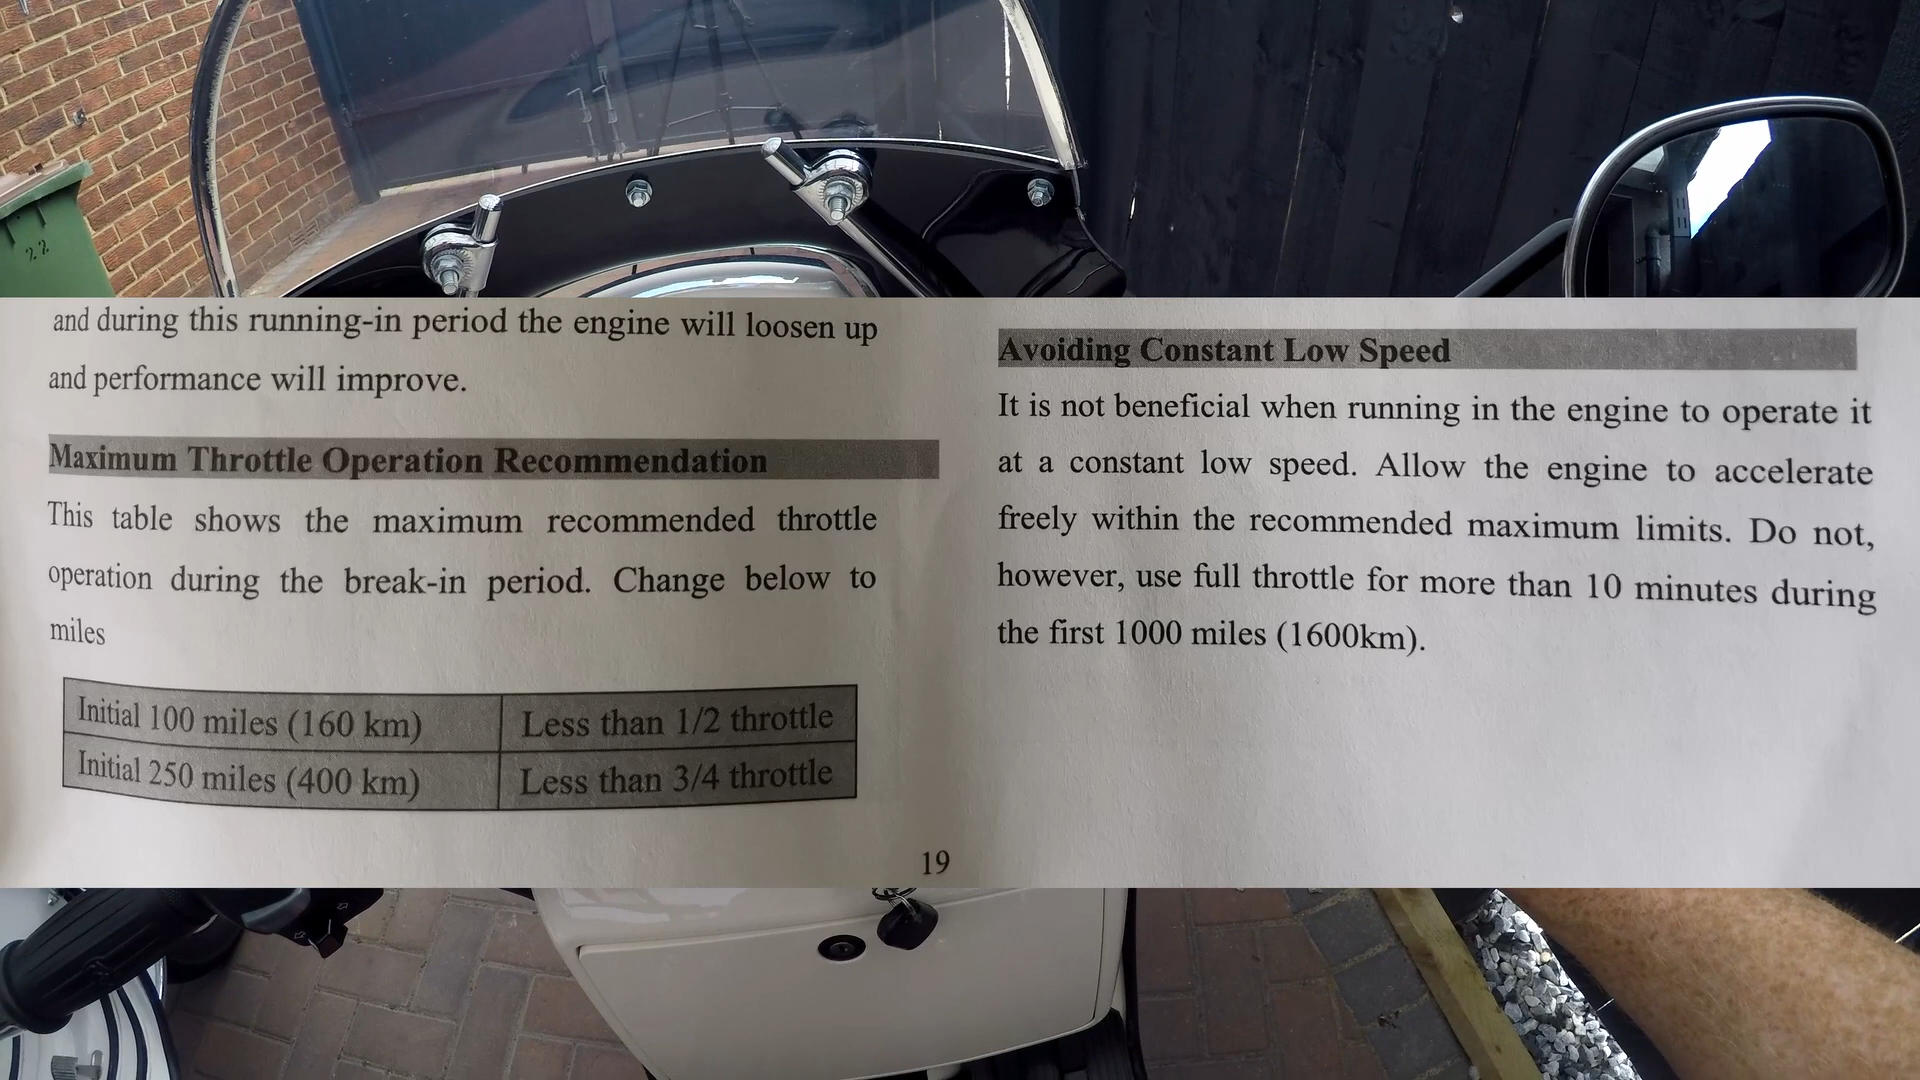 22
and during this running-in period the engine will loosen up
and performance will improve.
Maximum Throttle Operation Recommendation
This table shows the maximum recommended throttle
operation during the break-in period. Change below to
miles
Initial 100 miles (160 km) Less than 1/2 throttle
Initial 250 miles (400 km) Less than 3/4 throttle
Avoiding Constant Low Speed
It is not beneficial when running in the engine to operate it
at a constant low speed. Allow the engine to accelerate
freely within the recommended maximum limits. Do not,
however, use full throttle for more than 10 minutes during
the first 1000 miles (1600km).
19